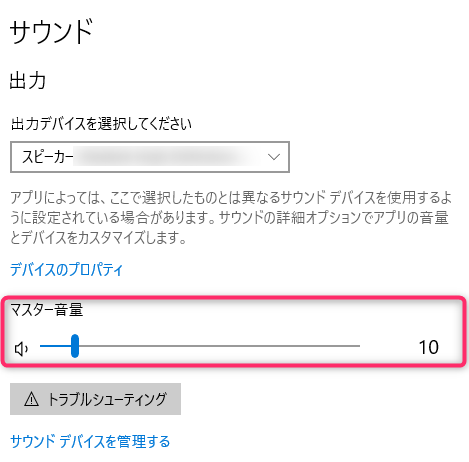 サウンド
出力
出力デバイスを選択してください
スピーカー
アプリによっては、ここで選択したものとは異なるサウンド デバイスを使用するよ
うに設定されている場合があります。サウンドの詳細オプションでアプリの音量
とデバイスをカスタマイズします。
デバイスのプロパティ
マスター音量
10
トラブルシューティング
サウンド デバイスを管理する